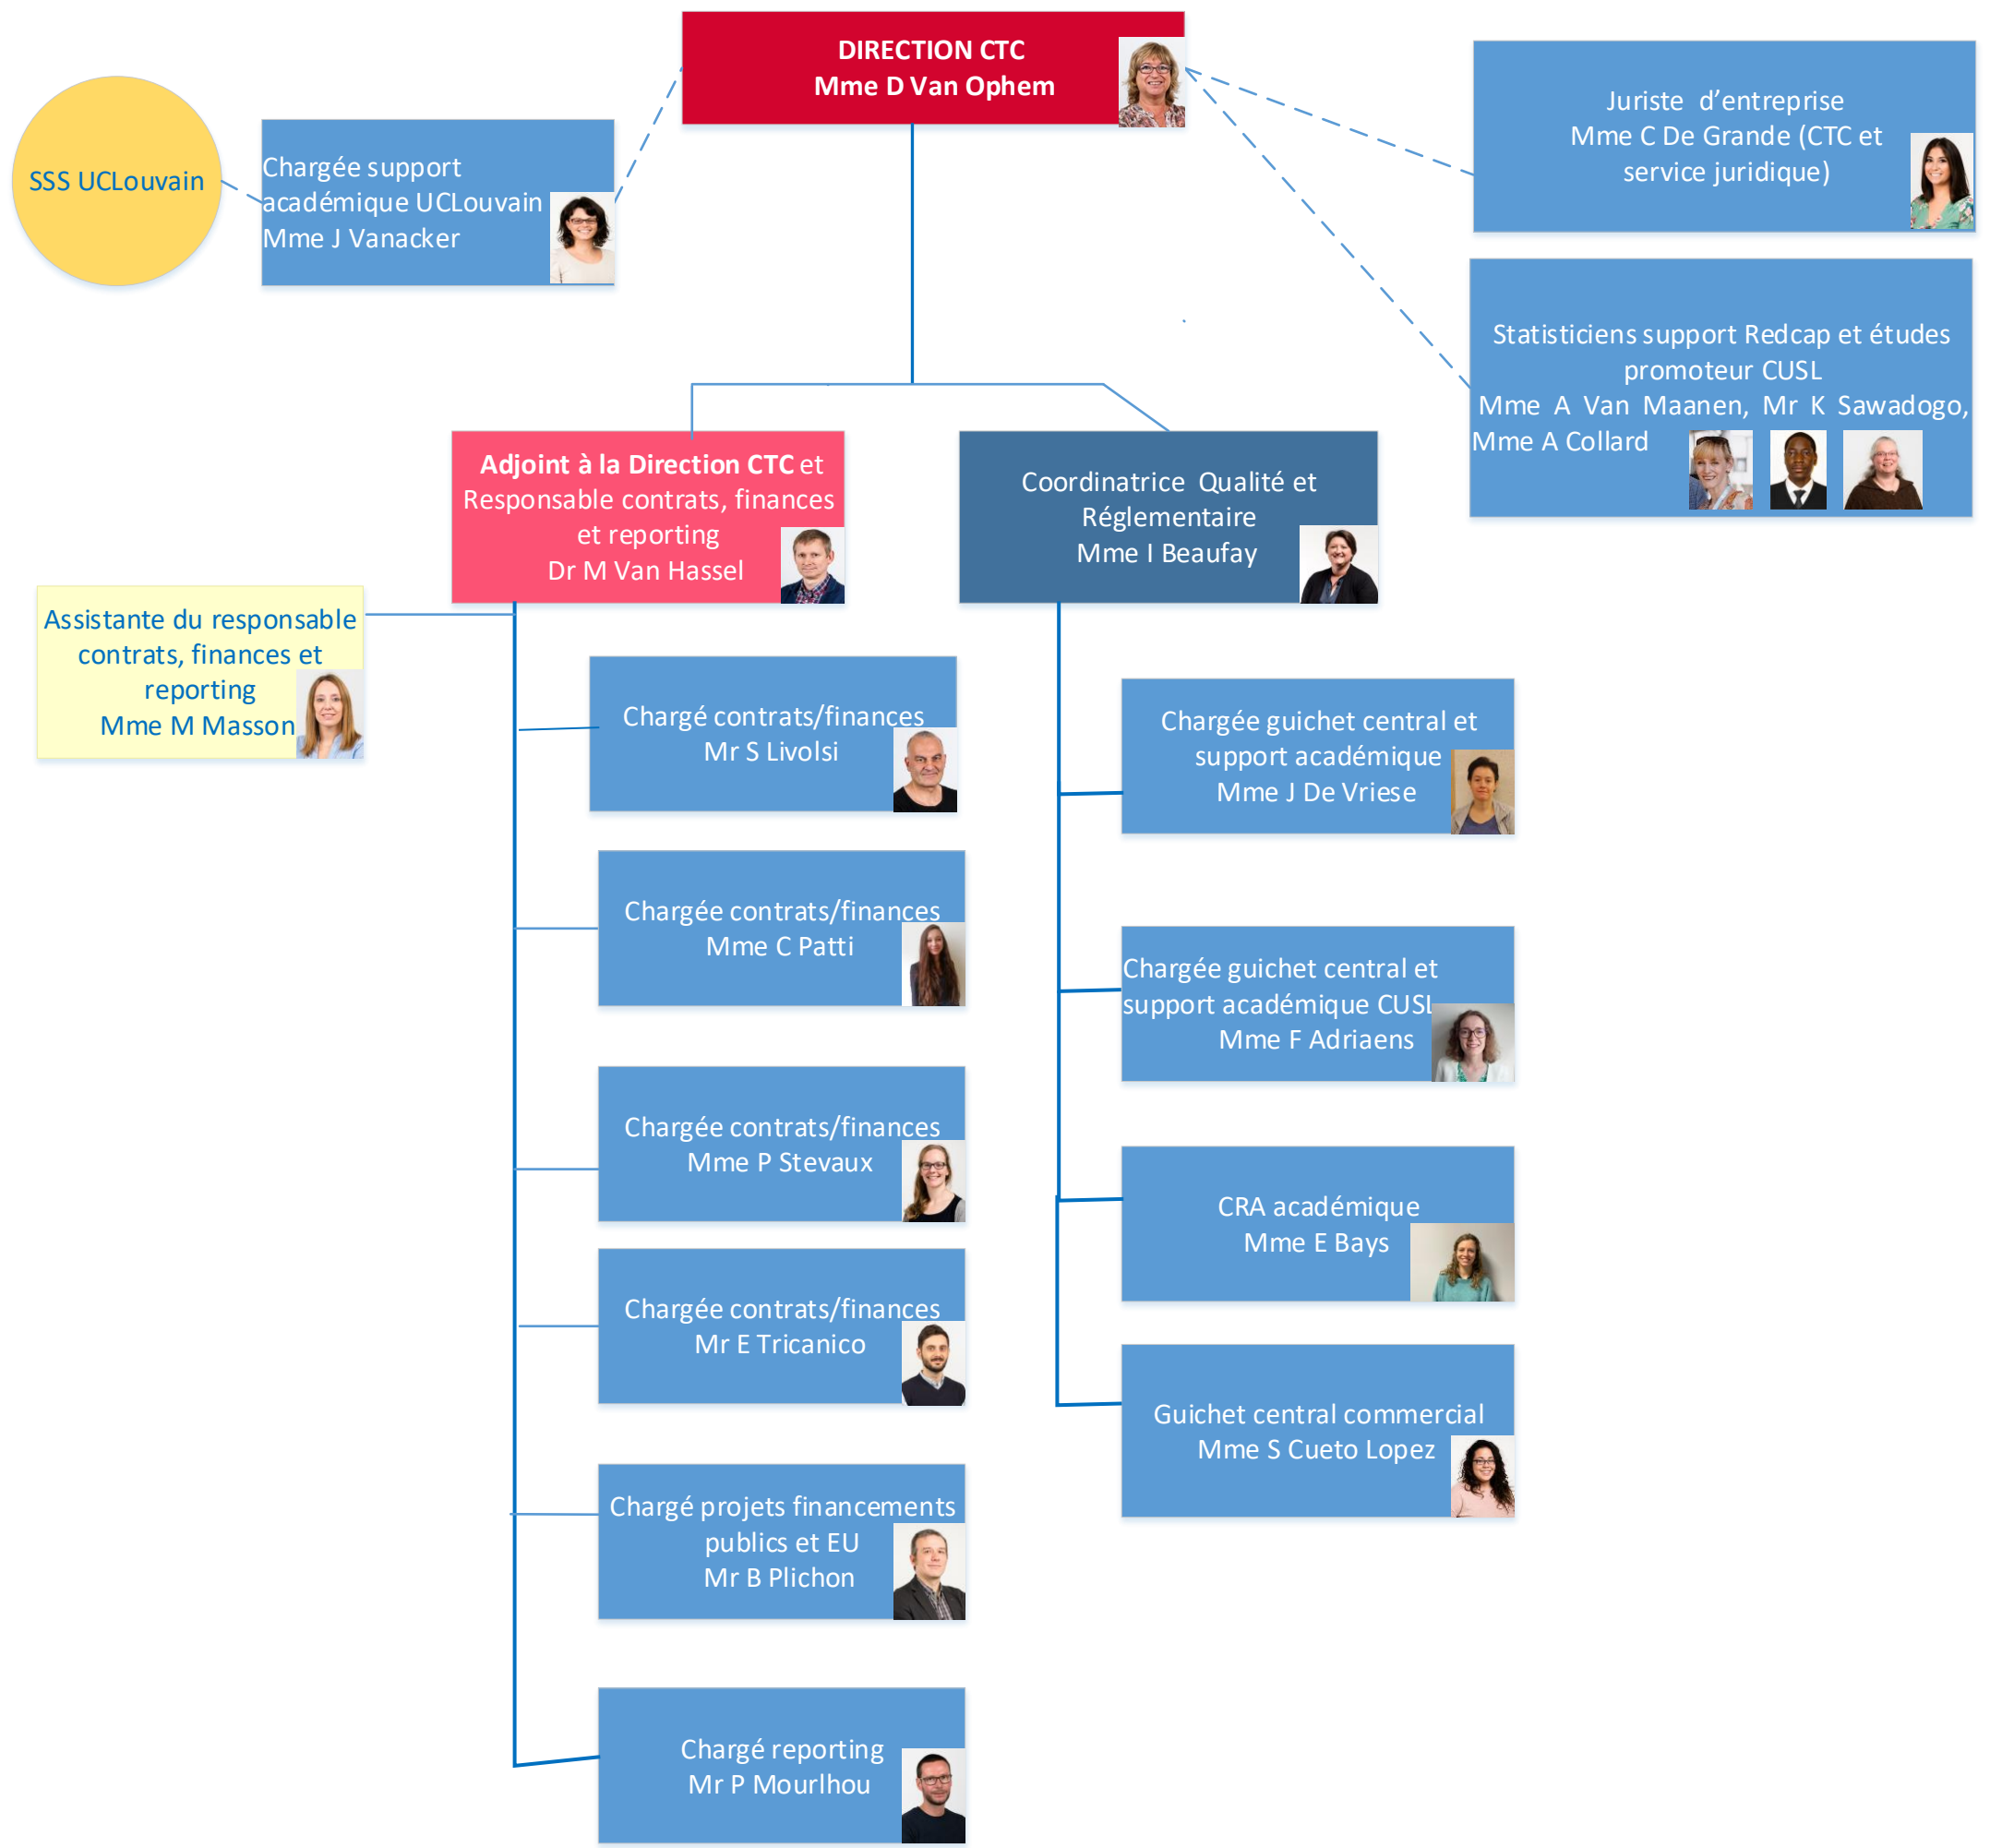 DIRECTION CTC
Mme D Van Ophem
SSS UCLouvain
Chargée support
académique UCLouvain
Mme J Vanacker
Juriste d’entreprise
Mme C De Grande (CTC et
service juridique)
Statisticiens support Redcap et études
promoteur CUSL
Mme A Van Maanen, Mr K Sawadogo,
Mme A Collard
Adjoint à la Direction CTC et
Responsable contrats, finances
et reporting
Dr M Van Hassel
Coordinatrice Qualité et
Réglementaire
Mme I Beaufay
Assistante du responsable
contrats, finances et
reporting
Mme M Masson
Chargé contrats/finances
Mr S Livolsi
Chargée contrats/finances
Mme C Patti
Chargée contrats/finances
Mme P Stevaux
Chargée contrats/finances
Mr E Tricanico
Chargé projets financements
publics et EU
Mr B Plichon
Chargé reporting
Mr P Mourlhou
Chargée guichet central et
support académique
Mme J De Vriese
Chargée guichet central et
support académique CUSL
Mme F Adriaens
CRA académique
Mme E Bays
Guichet central commercial
Mme S Cueto Lopez